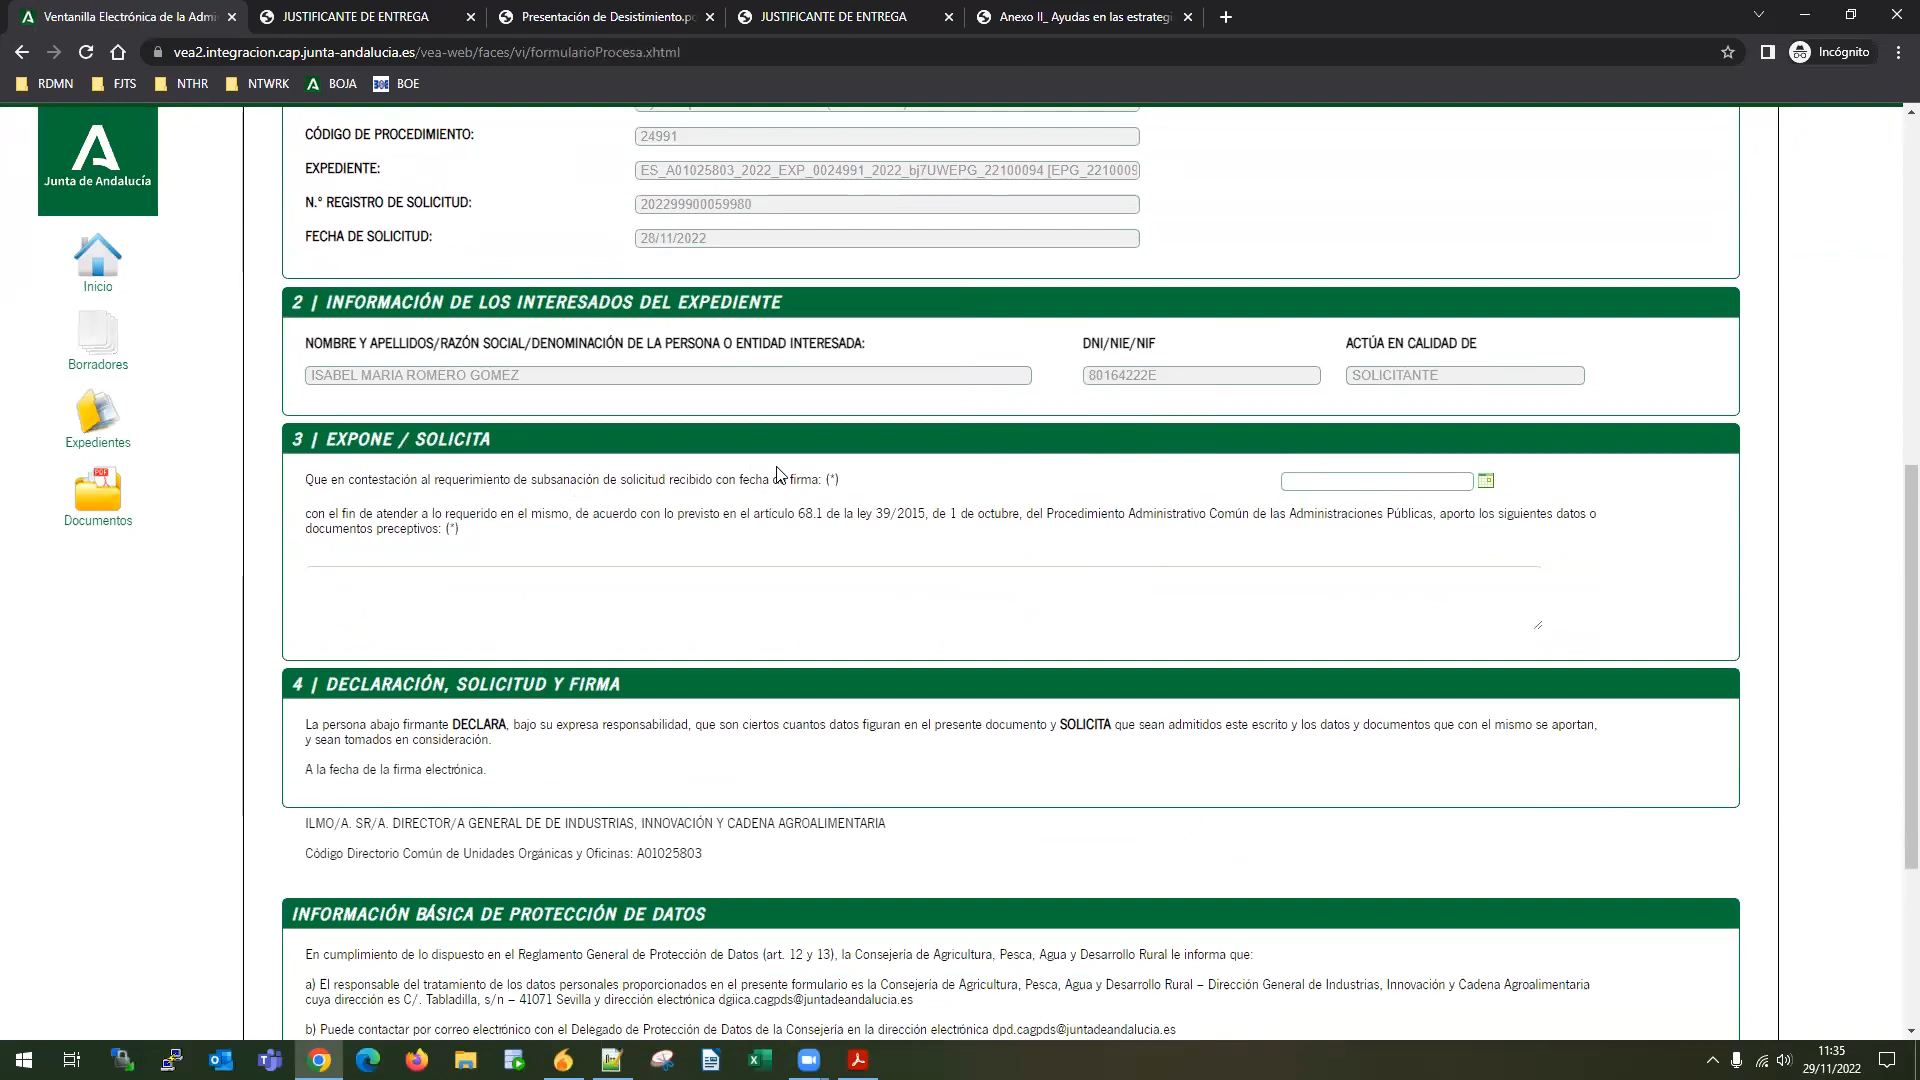 Ventanilla Electrónica de la Admi
JUSTIFICANTE DE ENTREGA
Presentación de Desistimiento.p
JUSTIFICANTE DE ENTREGA
Anexo II_ Ayudas en las estrategi
vea2.integracion.cap.junta-andalucia.es/vea-web/faces/vi/formularioProcesa.xhtml
Incógnito
RDMN
FJTS
NTHR
NTWRK
BOJA
BOE
Junta de Andalucía
Inicio
Borradores
Expedientes
Documentos
CÓDIGO DE PROCEDIMIENTO:
24991
EXPEDIENTE:
ES_A01025803_2022_EXP_0024991_2022_bj7UWEPG_22100094 [EPG_2210009
N.º REGISTRO DE SOLICITUD:
202299900059980
FECHA DE SOLICITUD:
28/11/2022
2 | INFORMACIÓN DE LOS INTERESADOS DEL EXPEDIENTE
NOMBRE Y APELLIDOS/RAZÓN SOCIAL/DENOMINACIÓN DE LA PERSONA O ENTIDAD INTERESADA:
DNI/NIE/NIF
ACTÚA EN CALIDAD DE
ISABEL MARIA ROMERO GOMEZ
80164222E
SOLICITANTE
3 | EXPONE / SOLICITA
Que en contestación al requerimiento de subsanación de solicitud recibido con fecha de firma: (*)
con el fin de atender a lo requerido en el mismo, de acuerdo con lo previsto en el artículo 68.1 de la ley 39/2015, de 1 de octubre, del Procedimiento Administrativo Común de las Administraciones Públicas, aporto los siguientes datos o
documentos preceptivos: (*)
4 | DECLARACIÓN, SOLICITUD Y FIRMA
La persona abajo firmante DECLARA, bajo su expresa responsabilidad, que son ciertos cuantos datos figuran en el presente documento y SOLICITA que sean admitidos este escrito y los datos y documentos que con el mismo se aportan,
y sean tomados en consideración.
A la fecha de la firma electrónica.
ILMO/A. SR/A. DIRECTOR/A GENERAL DE DE INDUSTRIAS, INNOVACIÓN Y CADENA AGROALIMENTARIA
Código Directorio Común de Unidades Orgánicas y Oficinas: A01025803
INFORMACIÓN BÁSICA DE PROTECCIÓN DE DATOS
En cumplimiento de lo dispuesto en el Reglamento General de Protección de Datos (art. 12 y 13), la Consejería de Agricultura, Pesca, Agua y Desarrollo Rural le informa que:
a) El responsable del tratamiento de los datos personales proporcionados en el presente formulario es la Consejería de Agricultura, Pesca, Agua y Desarrollo Rural – Dirección General de Industrias, Innovación y Cadena Agroalimentaria
cuya dirección es C/. Tabladilla, s/n – 41071 Sevilla y dirección electrónica dgiica.cagpds@juntadeandalucia.es
b) Puede contactar por correo electrónico con el Delegado de Protección de Datos de la Consejería en la dirección electrónica dpd.cagpds@juntadeandalucia.es
11:35
29/11/2022